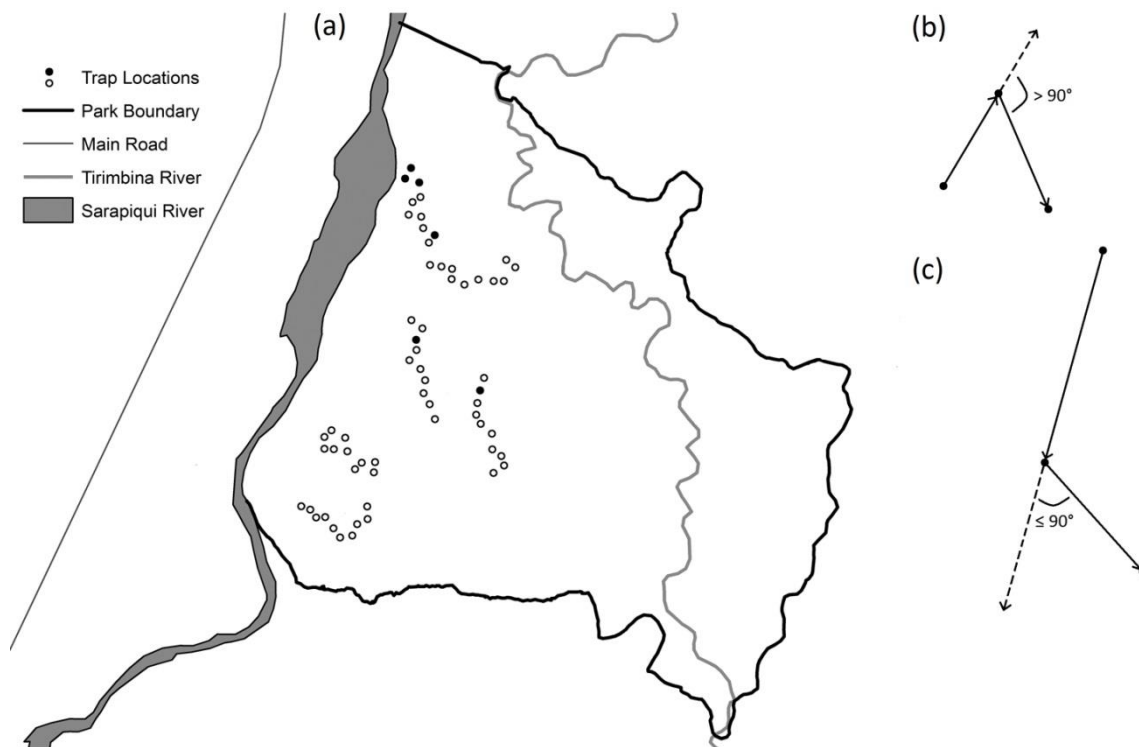 (a)
Trap Locations
Park Boundary
Main Road
Tirimbina River
Sarapiqui River
(b)
> 90°
(c)
≤ 90°